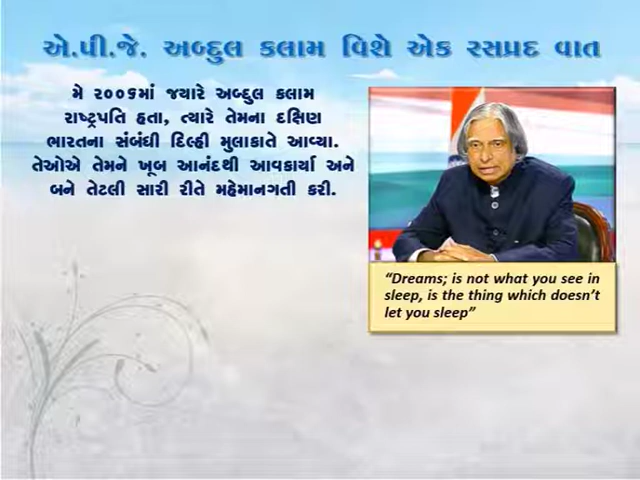 એ.પી.જે. અબ્દુલ કલામ વિશે એક રસપ્રદ વાત
મે ૨૦૦૬માં જયારે અબ્દુલ કલામ
રાષ્ટ્રપતિ હતા, ત્યારે તેમના દક્ષિણ
ભારતના સંબંધી દિલ્હી મુલાકાતે આવ્યા.
તેઓએ તેમને ખૂબ આનંદથી આવકાર્યા અને
બને તેટલી સારી રીતે મહેમાનગતી કરી.
“Dreams; is not what you see in
sleep, is the thing which doesn’t
let you sleep”